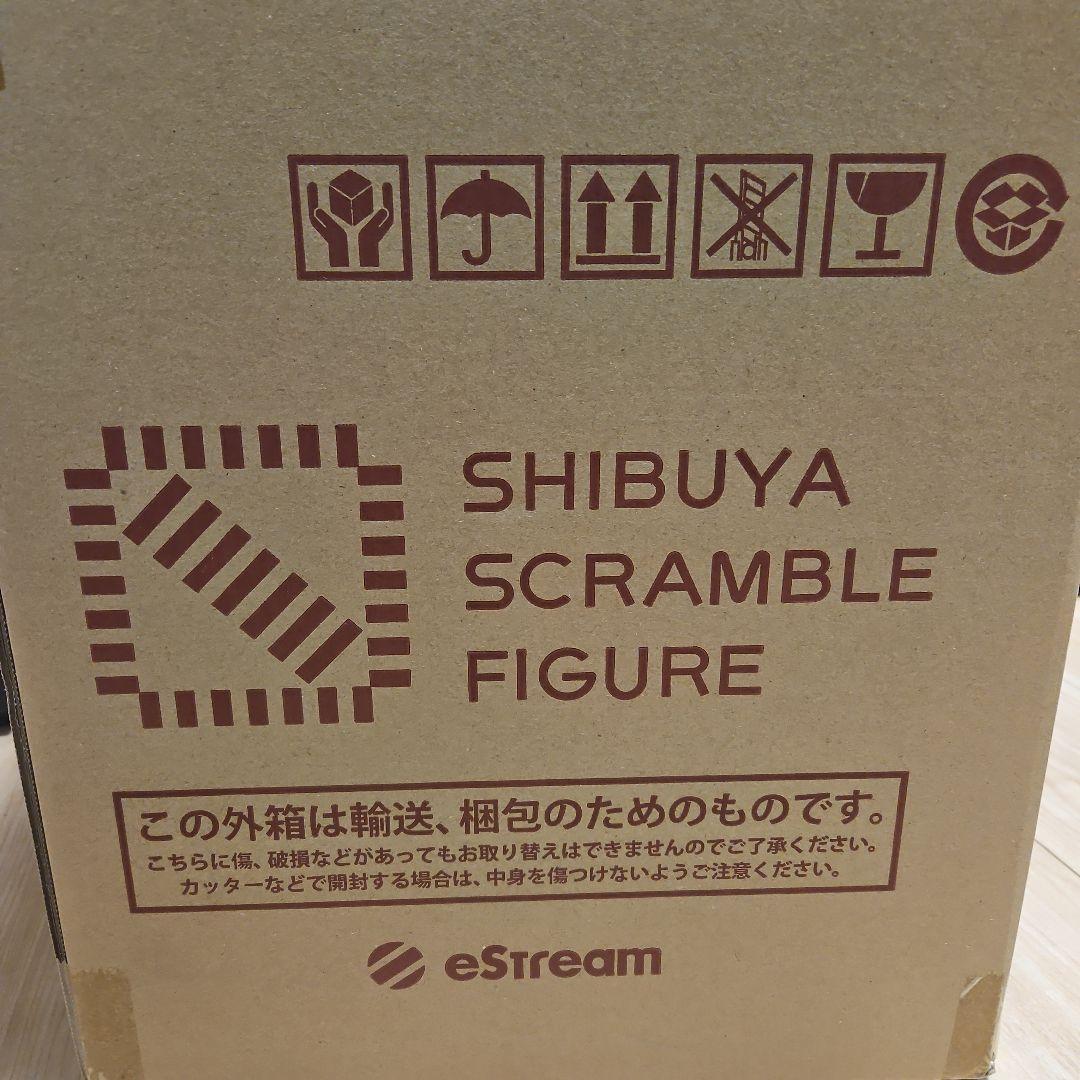 SHIBUYA
SCRAMBLE
FIGURE
この外箱は輸送、梱包のためのものです。
こちらに傷、破損などがあってもお取り替えはできませんのでご了承ください。
カッターなどで開封する場合は、中身を傷つけないようご注意ください。
eStream